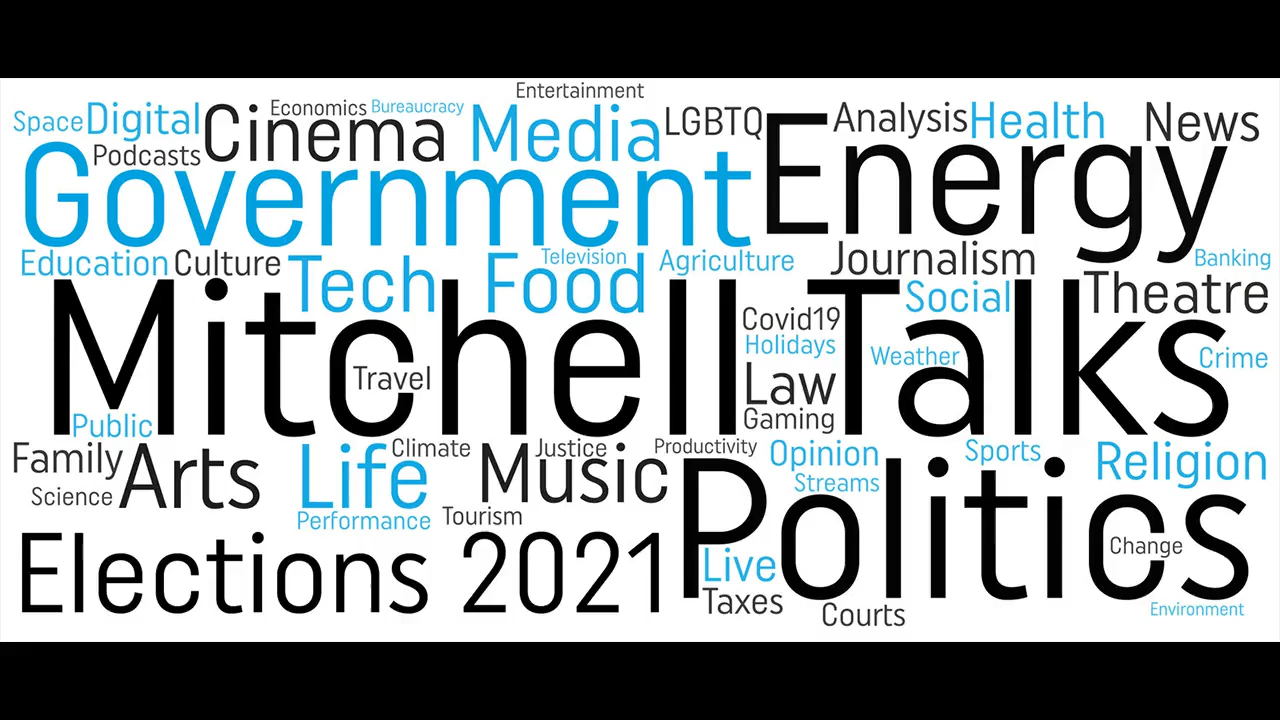 Entertainment
Space Digital Cinema Economics Bureaucracy Media LGBTQ Energy Analysis Health News
Podcasts
Government
Education Culture Tech Television Food Agriculture Journalism Banking
Mitchell Talks
Social Theatre
Covid19
Holidays
Weather Crime
Travel
Law
Gaming
Public
Family Arts Life Climate Music Justice Productivity Opinion Sports Religion
Science
Streams
Politics
Performance Tourism
Elections 2021
Live
Change
Taxes
Courts
Environment